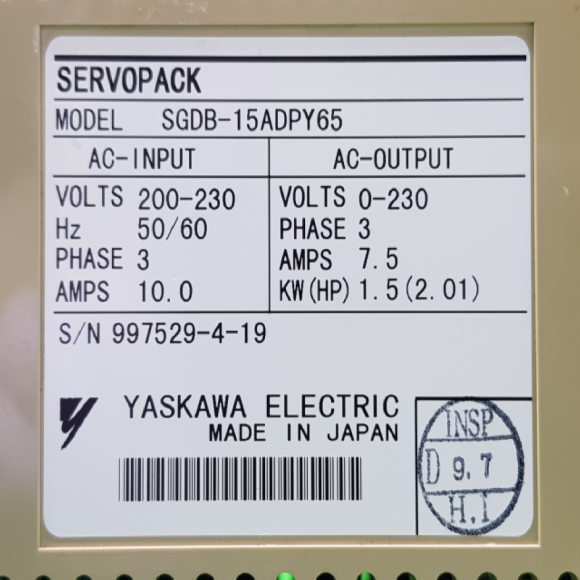 SERVOPACK
MODEL SGDB-15ADPY65
AC-INPUT AC-OUTPUT
VOLTS 200-230 VOLTS 0-230
Hz 50/60 PHASE 3
PHASE 3 AMPS 7.5
AMPS 10.0 KW(HP) 1.5(2.01)
S/N 997529-4-19
YASKAWA ELECTRIC
MADE IN JAPAN
INSP
D 9.7
H.I